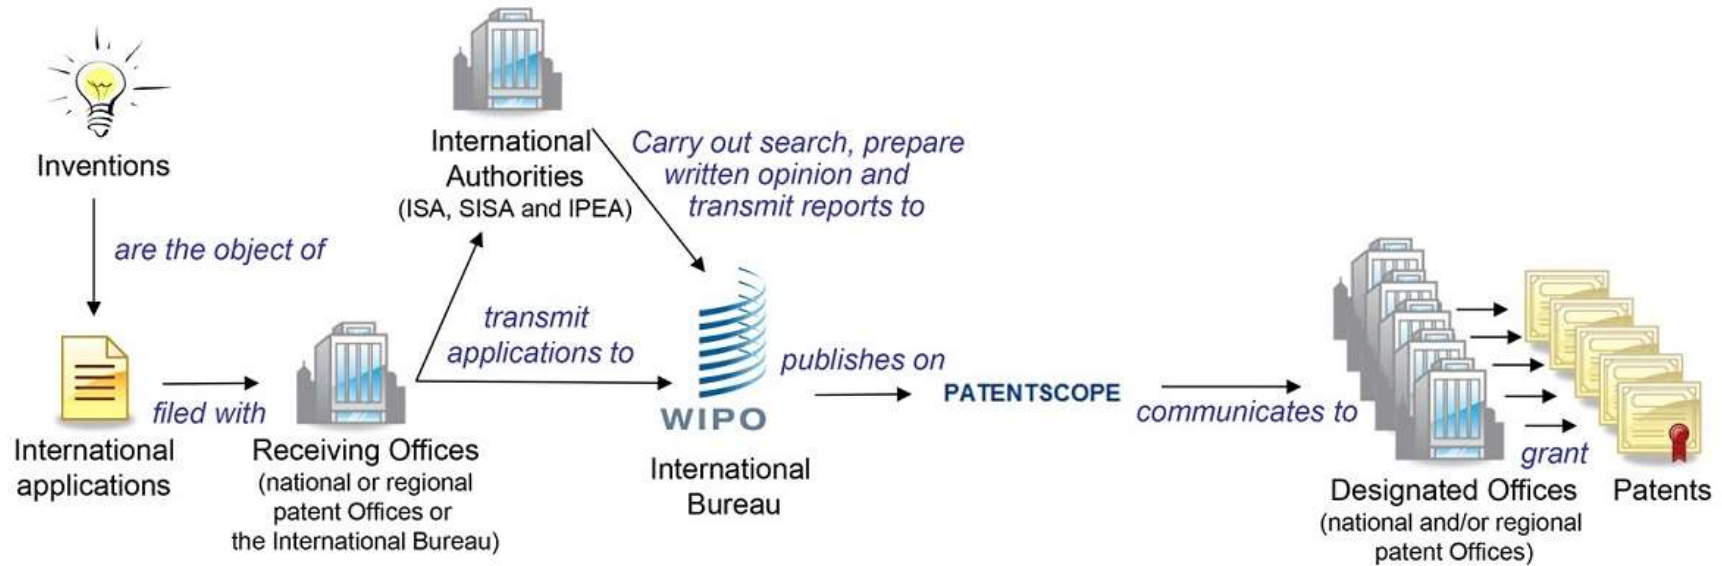 Inventions
are the object of
International
applications
filed with
Receiving Offices
(national or regional
patent Offices or
the International Bureau)
transmit
applications to
International
Authorities
(ISA, SISA and IPEA)
Carry out search, prepare
written opinion and
transmit reports to
WIPO
International
Bureau
publishes on
PATENTSCOPE
communicates to
Designated Offices
(national and/or regional
patent Offices)
grant
Patents